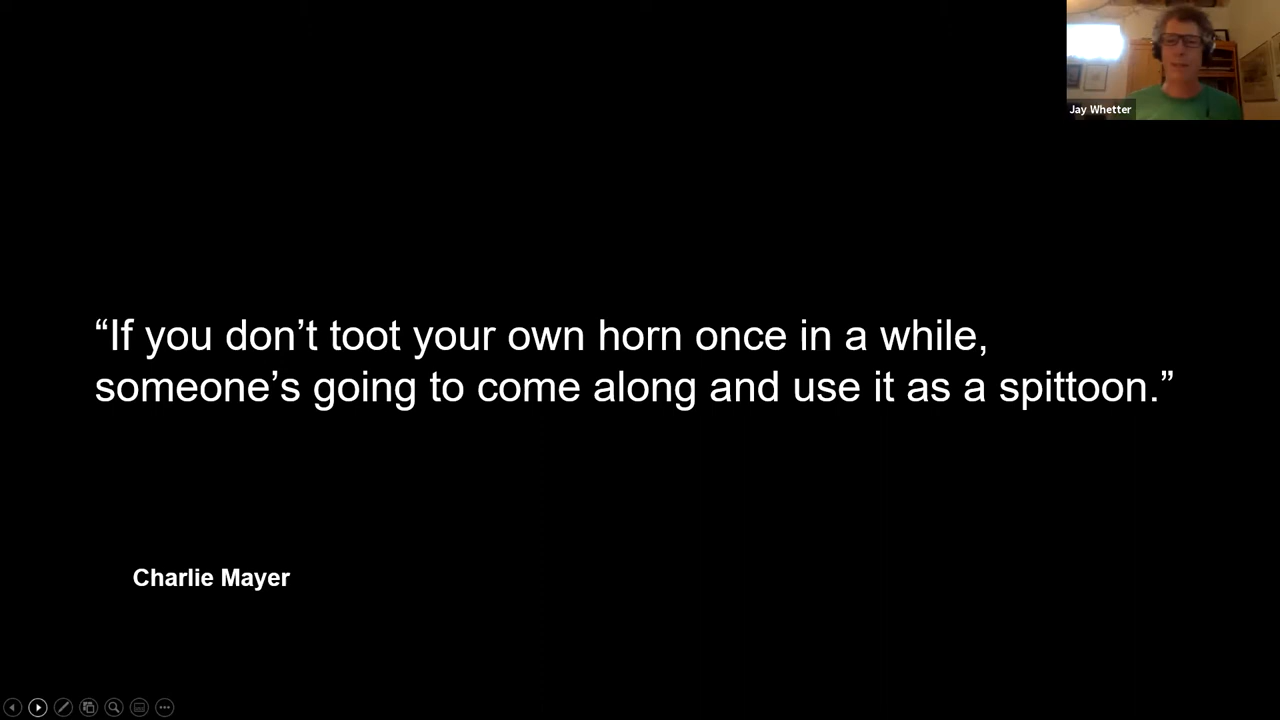 Jay Whetter
“If you don’t toot your own horn once in a while,
someone’s going to come along and use it as a spittoon.”
Charlie Mayer